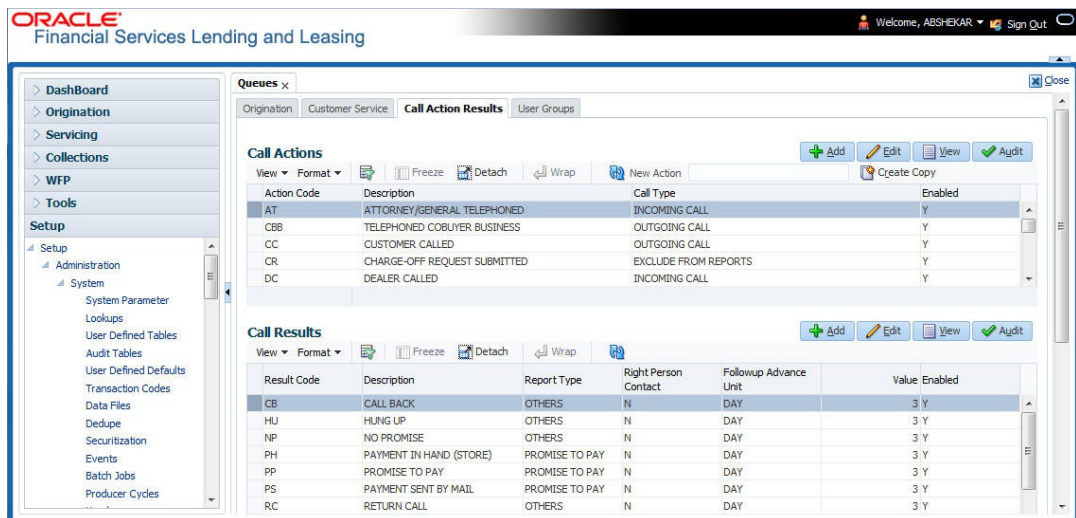 ORACLE
Financial Services Lending and Leasing
Welcome, ABSHEKAR Sign Out
DashBoard
Origination
Servicing
Collections
WFP
Tools
Setup
Setup
Administration
System
System Parameter
Lookups
User Defined Tables
Audit Tables
User Defined Defaults
Transaction Codes
Data Files
Dedupe
Securitization
Events
Batch Jobs
Producer Cycles
Queues x
Close
Origination Customer Service Call Action Results User Groups
Call Actions
Add Edit View Audit
View Format Freeze Detach Wrap New Action Create Copy
Action Code Description Call Type Enabled
AT ATTORNEY/GENERAL TELEPHONED INCOMING CALL Y
CBB TELEPHONED COBUYER BUSINESS OUTGOING CALL Y
CC CUSTOMER CALLED OUTGOING CALL Y
CR CHARGE-OFF REQUEST SUBMITTED EXCLUDE FROM REPORTS Y
DC DEALER CALLED INCOMING CALL Y
Call Results
Add Edit View Audit
View Format Freeze Detach Wrap
Result Code Description Report Type Right Person Contact Followup Advance Unit Value Enabled
CB CALL BACK OTHERS N DAY 3 Y
HU HUNG UP OTHERS N DAY 3 Y
NP NO PROMISE OTHERS N DAY 3 Y
PH PAYMENT IN HAND (STORE) PROMISE TO PAY N DAY 3 Y
PP PROMISE TO PAY PROMISE TO PAY N DAY 3 Y
PS PAYMENT SENT BY MAIL PROMISE TO PAY N DAY 3 Y
RC RETURN CALL OTHERS N DAY 3 Y